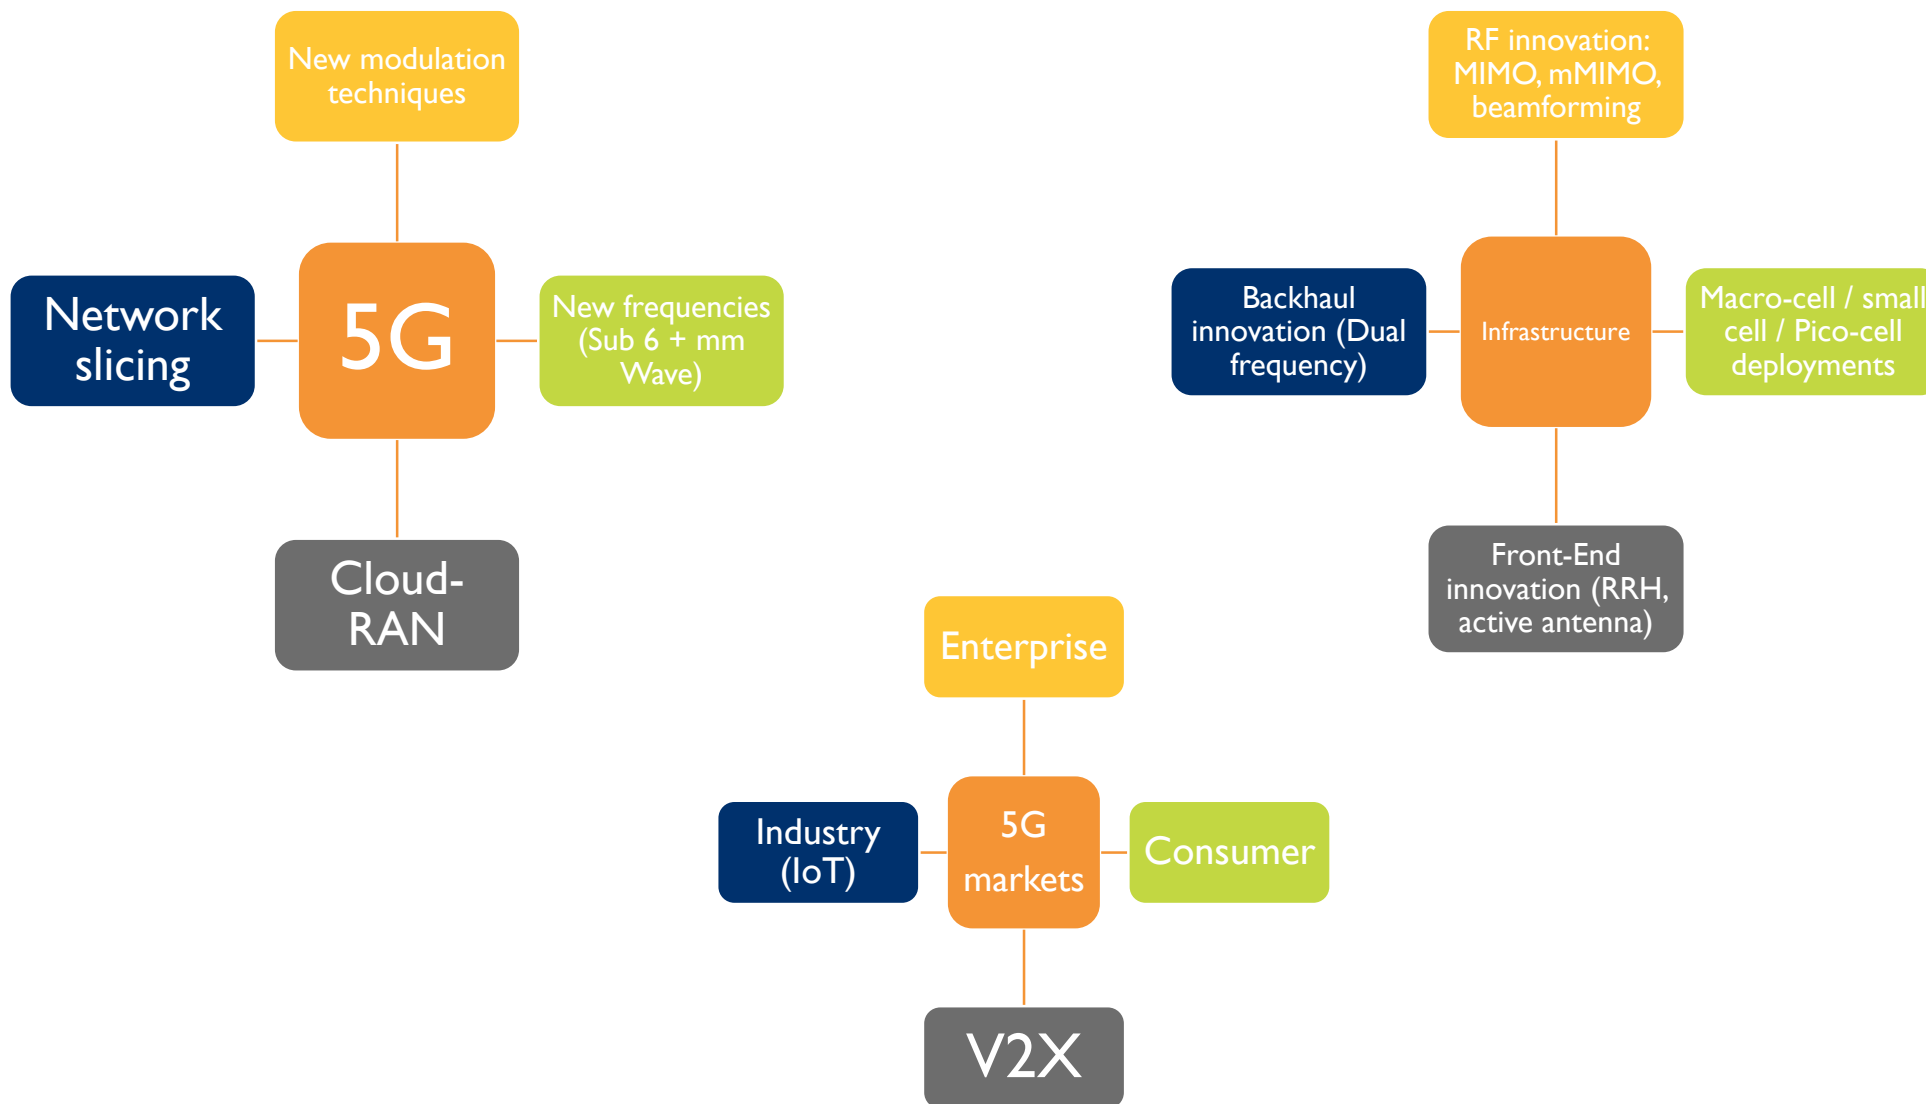 New modulation
techniques
Network
slicing
5G
New frequencies
(Sub 6 + mm
Wave)
Cloud-
RAN
RF innovation:
MIMO, mMIMO,
beamforming
Backhaul
innovation (Dual
frequency)
Infrastructure
Macro-cell / small
cell / Pico-cell
deployments
Front-End
innovation (RRH,
active antenna)
Enterprise
Industry
(IoT)
5G
markets
Consumer
V2X